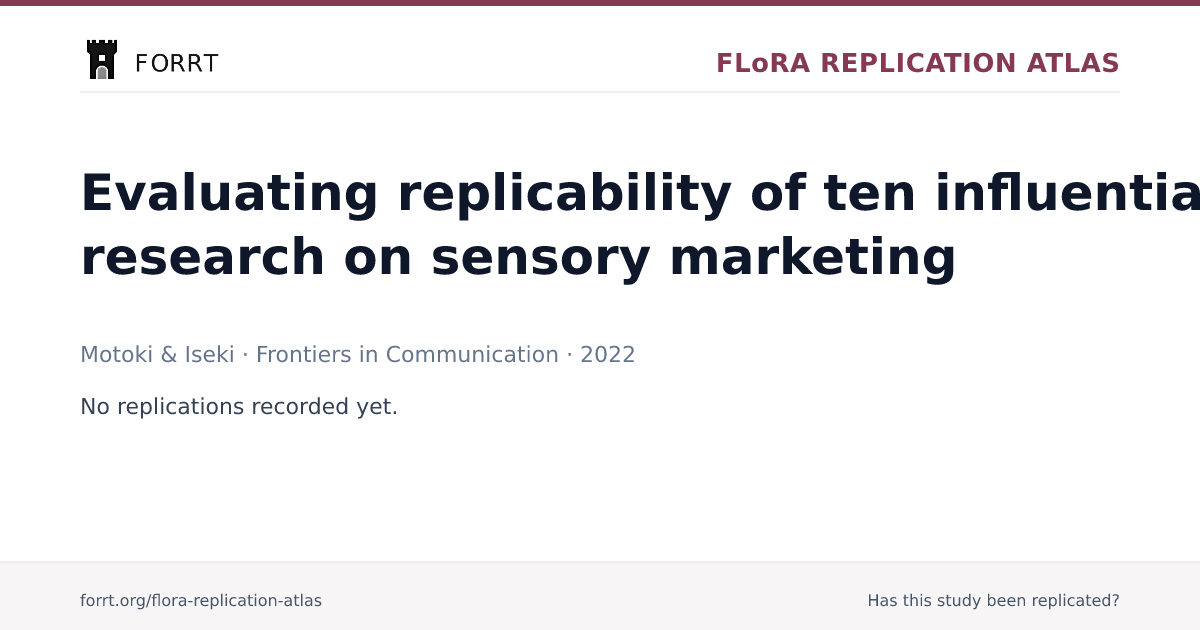 FORRT
FLoRA REPLICATION ATLAS
Evaluating replicability of ten influentia
research on sensory marketing
Motoki & Iseki · Frontiers in Communication · 2022
No replications recorded yet.
forrt.org/flora-replication-atlas
Has this study been replicated?